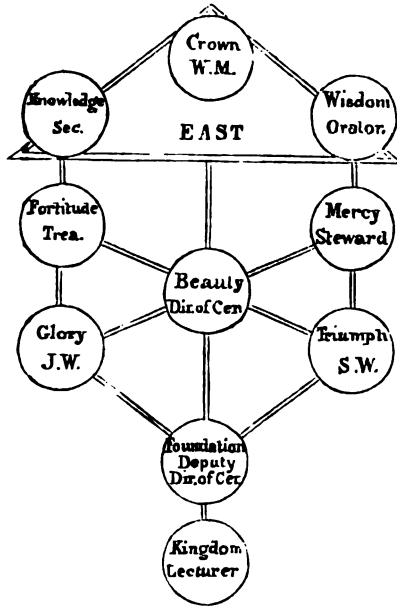 Crown
W.M.
Knowledge
Sec.
Wisdom
Orator.
EAST
Fortitude
Trea.
Mercy
Steward
Beauty
Dir. of Cer.
Glory
J.W.
Triumph
S.W.
Foundation
Deputy
Dir. of Cer.
Kingdom
Lecturer